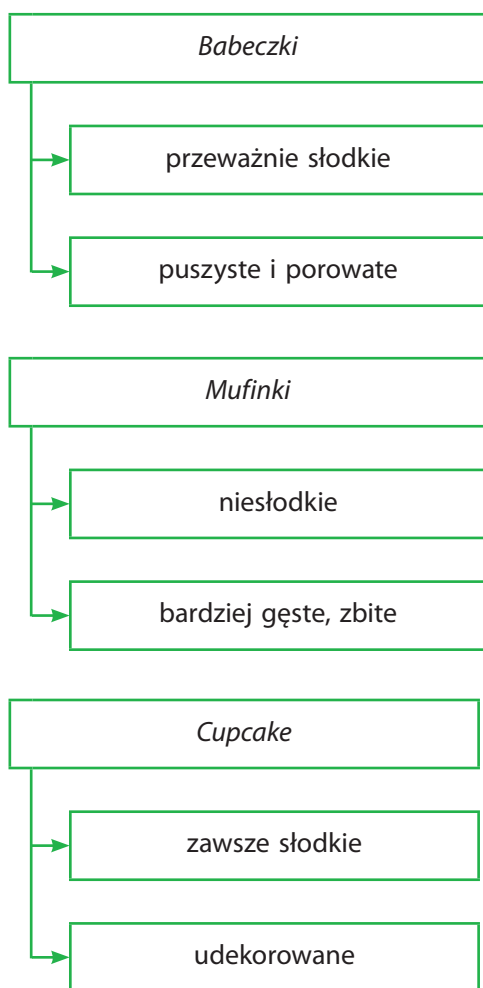 Babeczki
przeważnie słodkie
puszyste i porowate
Mufinki
niesłodkie
bardziej gęste, zbite
Cupcake
zawsze słodkie
udekorowane